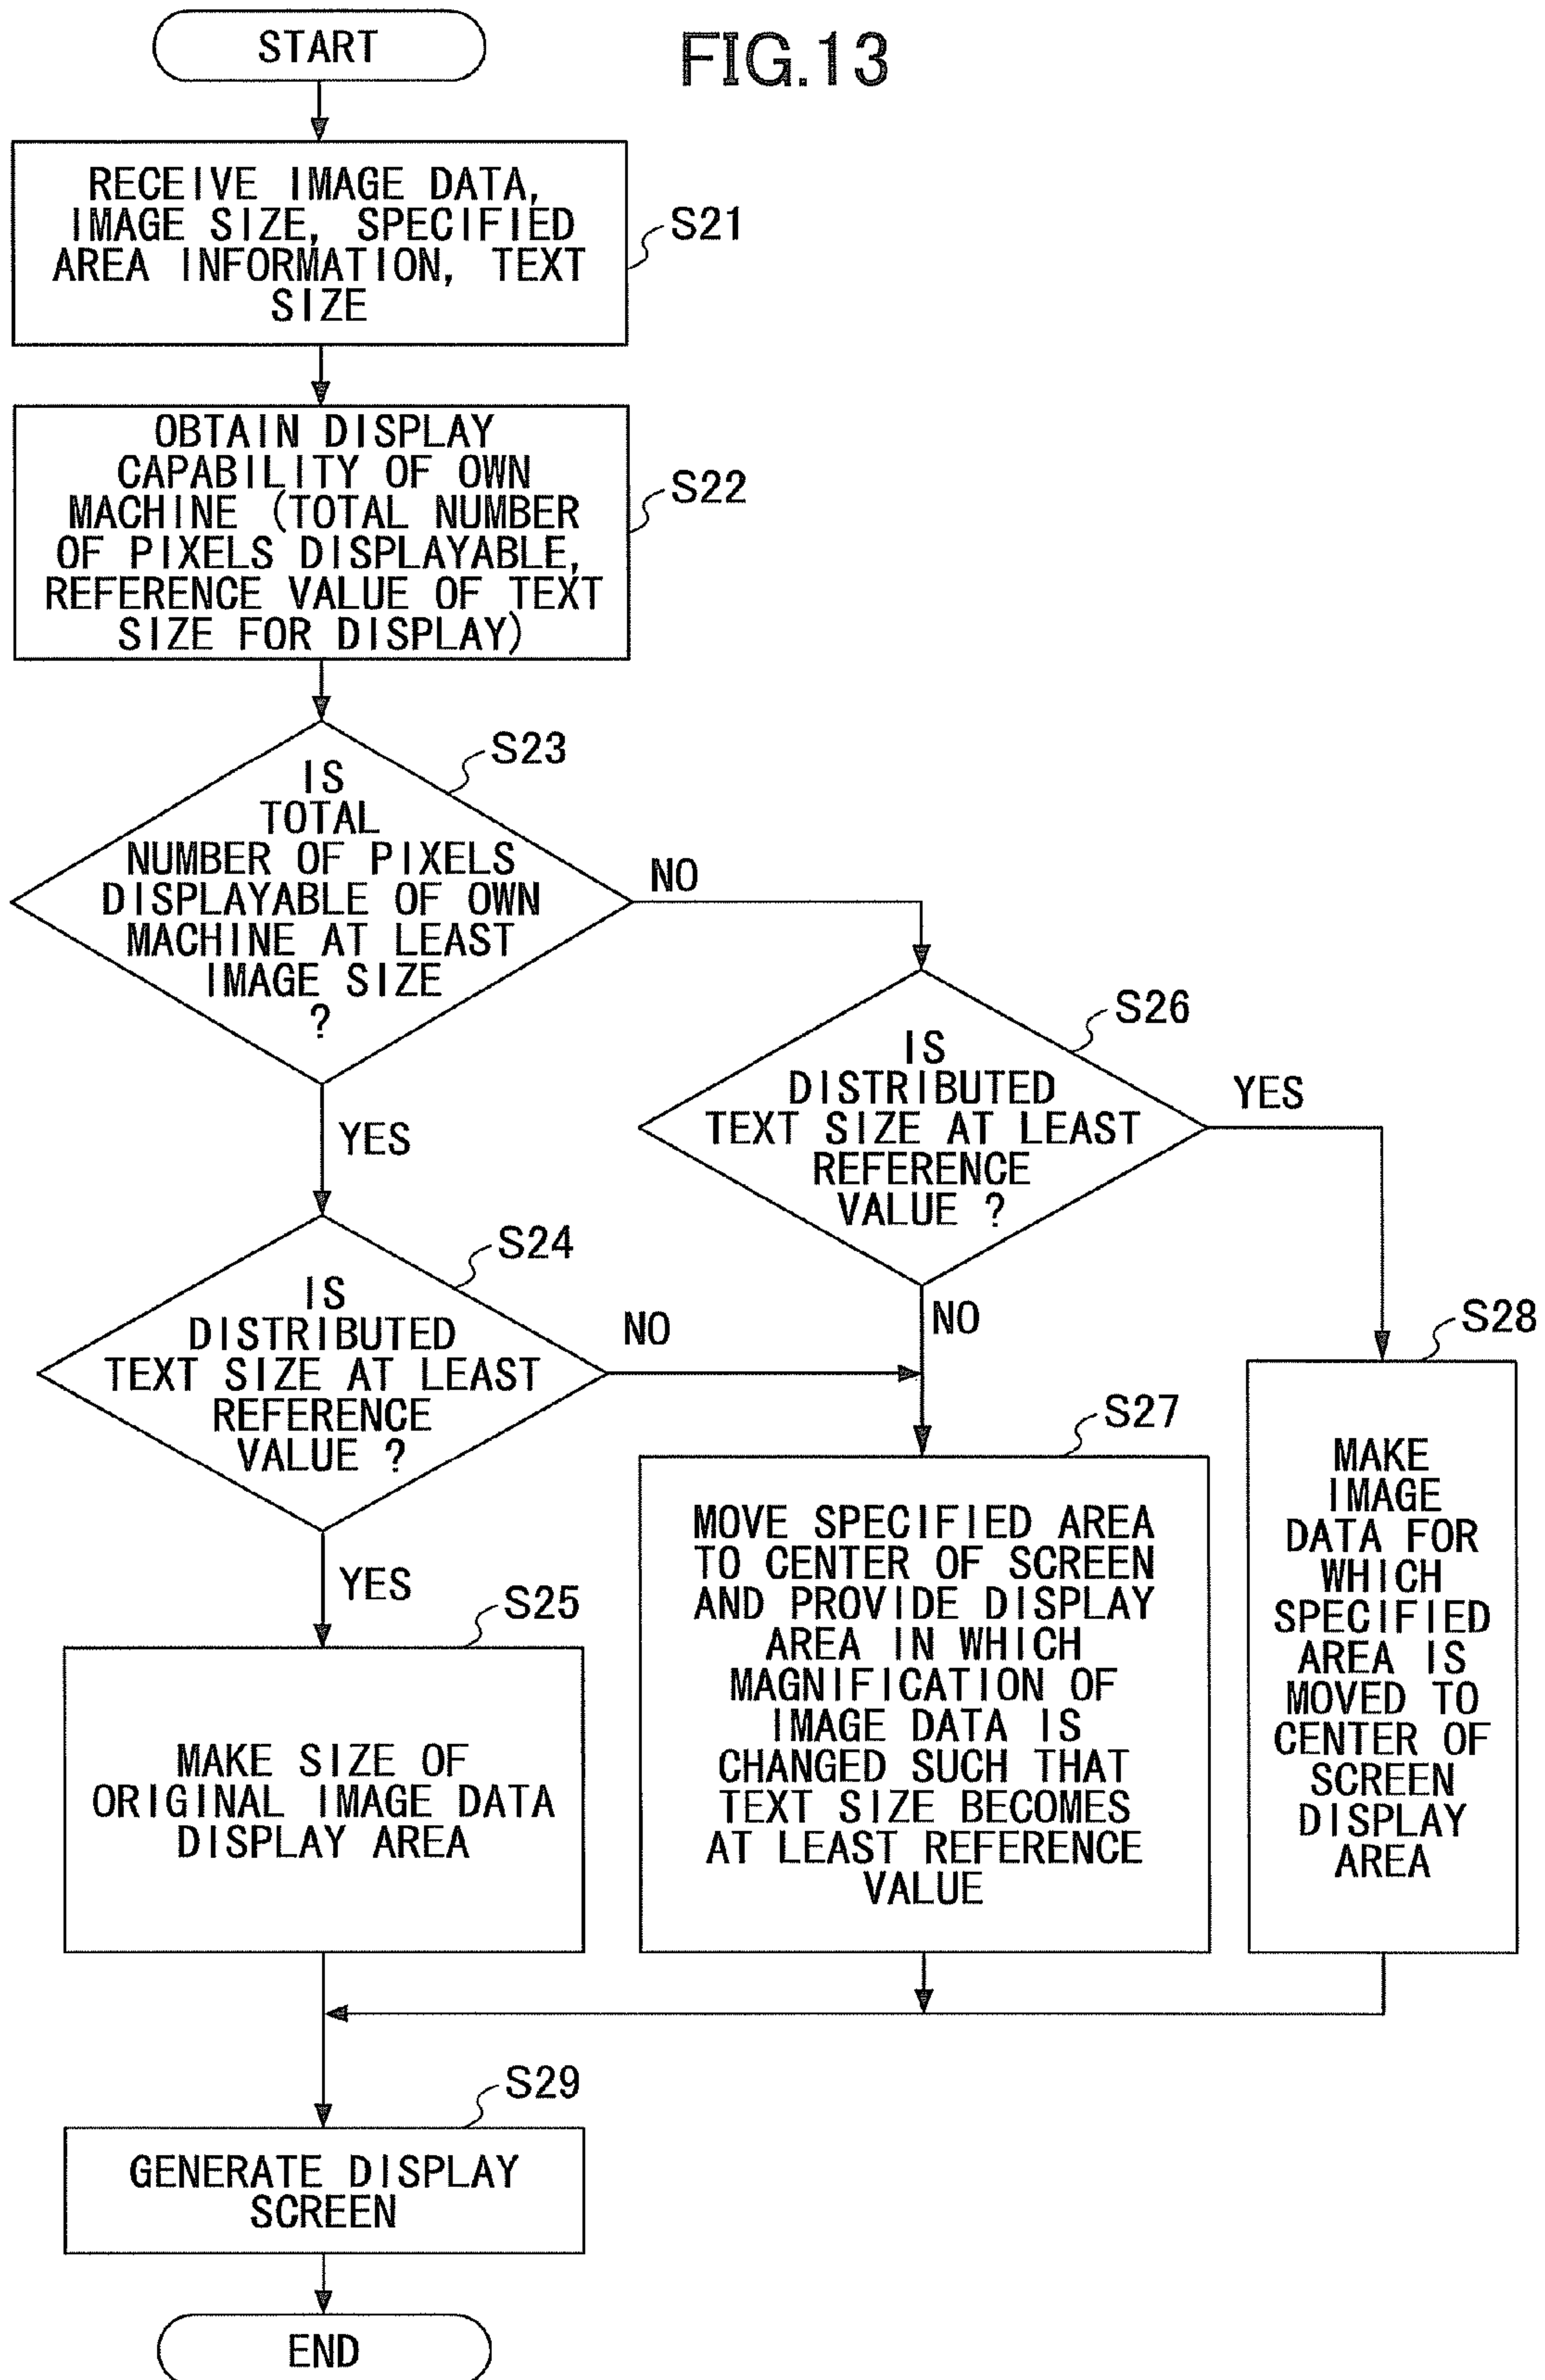 START
FIG.13
RECEIVE IMAGE DATA,
IMAGE SIZE, SPECIFIED
AREA INFORMATION, TEXT
SIZE
S21
OBTAIN DISPLAY
CAPABILITY OF OWN
MACHINE (TOTAL NUMBER
OF PIXELS DISPLAYABLE,
REFERENCE VALUE OF TEXT
SIZE FOR DISPLAY)
S22
S23
IS
TOTAL
NUMBER OF PIXELS
DISPLAYABLE OF OWN
MACHINE AT LEAST
IMAGE SIZE
?
NO
YES
S26
IS
DISTRIBUTED
TEXT SIZE AT LEAST
REFERENCE
VALUE ?
YES
NO
S24
IS
DISTRIBUTED
TEXT SIZE AT LEAST
REFERENCE
VALUE ?
NO
YES
S25
MAKE SIZE OF
ORIGINAL IMAGE DATA
DISPLAY AREA
S27
MOVE SPECIFIED AREA
TO CENTER OF SCREEN
AND PROVIDE DISPLAY
AREA IN WHICH
MAGNIFICATION OF
IMAGE DATA IS
CHANGED SUCH THAT
TEXT SIZE BECOMES
AT LEAST REFERENCE
VALUE
S28
MAKE
IMAGE
DATA FOR
WHICH
SPECIFIED
AREA IS
MOVED TO
CENTER OF
SCREEN
DISPLAY
AREA
S29
GENERATE DISPLAY
SCREEN
END